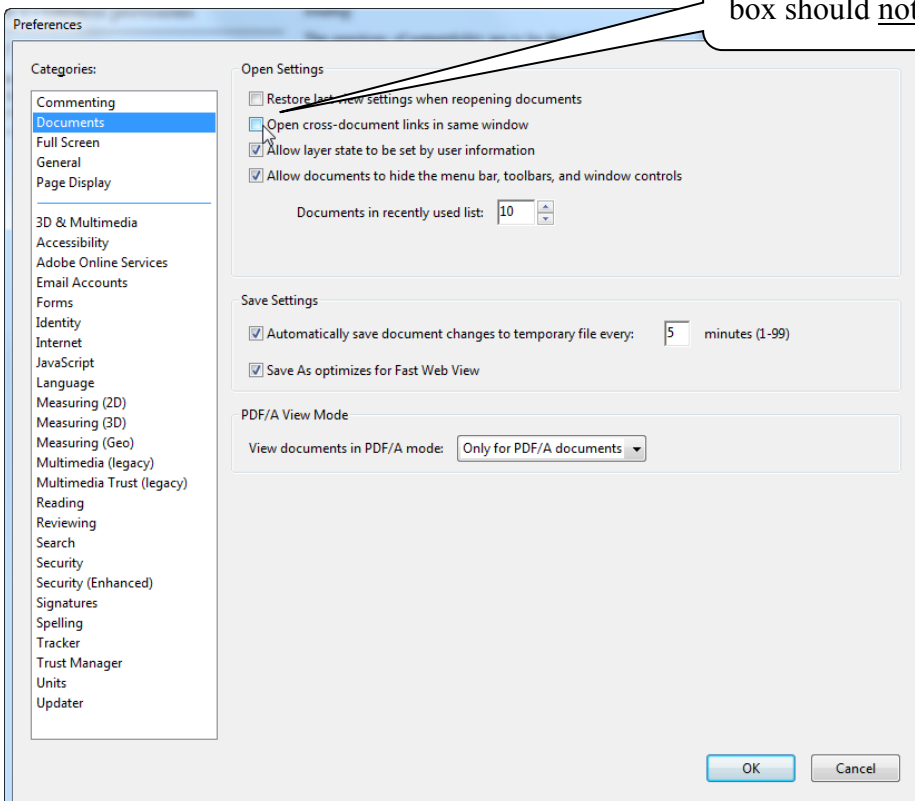 box should not
Preferences
Categories:
Commenting
Documents
Full Screen
General
Page Display
3D & Multimedia
Accessibility
Adobe Online Services
Email Accounts
Forms
Identity
Internet
JavaScript
Language
Measuring (2D)
Measuring (3D)
Measuring (Geo)
Multimedia (legacy)
Multimedia Trust (legacy)
Reading
Reviewing
Search
Security
Security (Enhanced)
Signatures
Spelling
Tracker
Trust Manager
Units
Updater
Open Settings
Restore last view settings when reopening documents
Open cross-document links in same window
Allow layer state to be set by user information
Allow documents to hide the menu bar, toolbars, and window controls
Documents in recently used list: 10
Save Settings
Automatically save document changes to temporary file every: 5 minutes (1-99)
Save As optimizes for Fast Web View
PDF/A View Mode
View documents in PDF/A mode: Only for PDF/A documents
OK Cancel